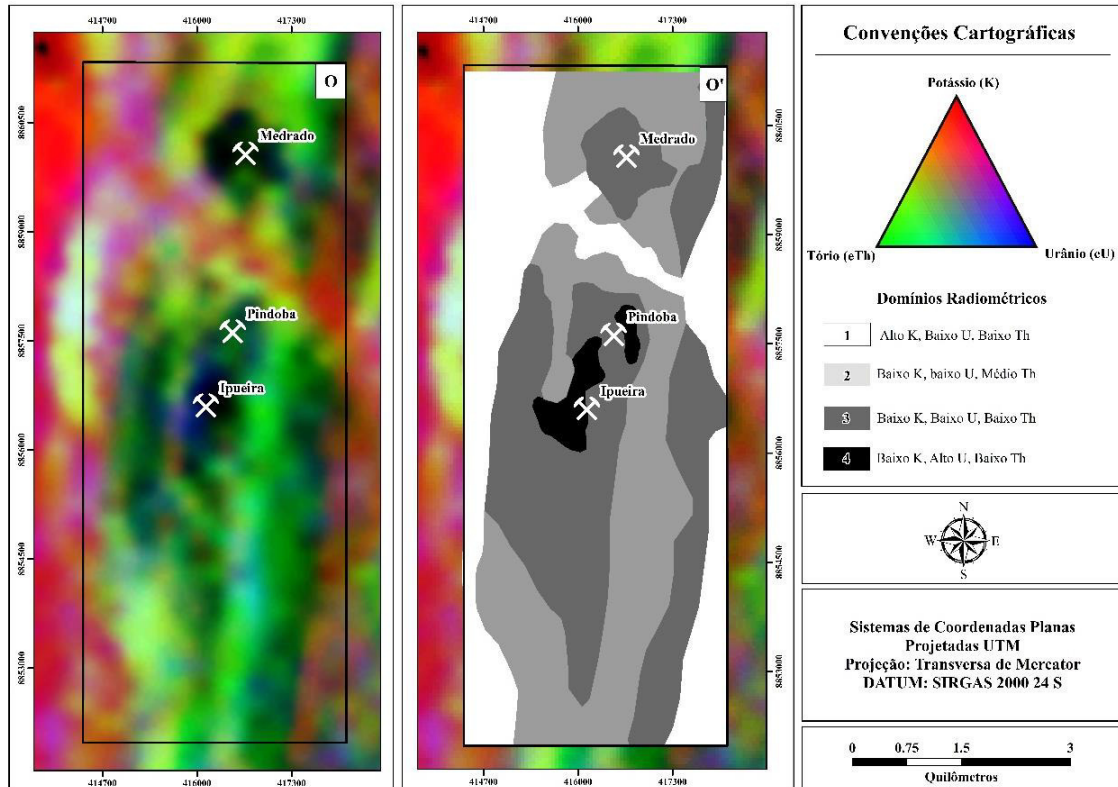 414700 416000 417300
414700 416000 417300
8860500
8859000
8857500
8856000
8854500
8853000
O
Medrado
Pindoba
Ipueira
414700 416000 417300
414700 416000 417300
8860500
8859000
8857500
8856000
8854500
8853000
O'
Medrado
Pindoba
Ipueira
Convenções Cartográficas
Potássio (K)
Tório (eTh)
Urânio (eU)
Domínios Radiométricos
1 Alto K, Baixo U, Baixo Th
2 Baixo K, baixo U, Médio Th
3 Baixo K, Baixo U, Baixo Th
4 Baixo K, Alto U, Baixo Th
N
W E
S
Sistemas de Coordenadas Planas
Projetadas UTM
Projeção: Transversa de Mercator
DATUM: SIRGAS 2000 24 S
0 0.75 1.5 3
Quilômetros